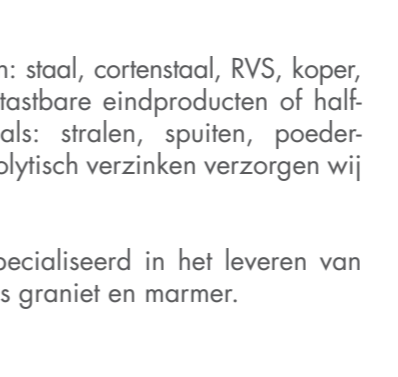 n: staal, cortenstaal, RVS, koper,
tastbare eindproducten of half-
als: stralen, spuiten, poeder-
olytisch verzinken verzorgen wij
pecialiseerd in het leveren van
s graniet en marmer.